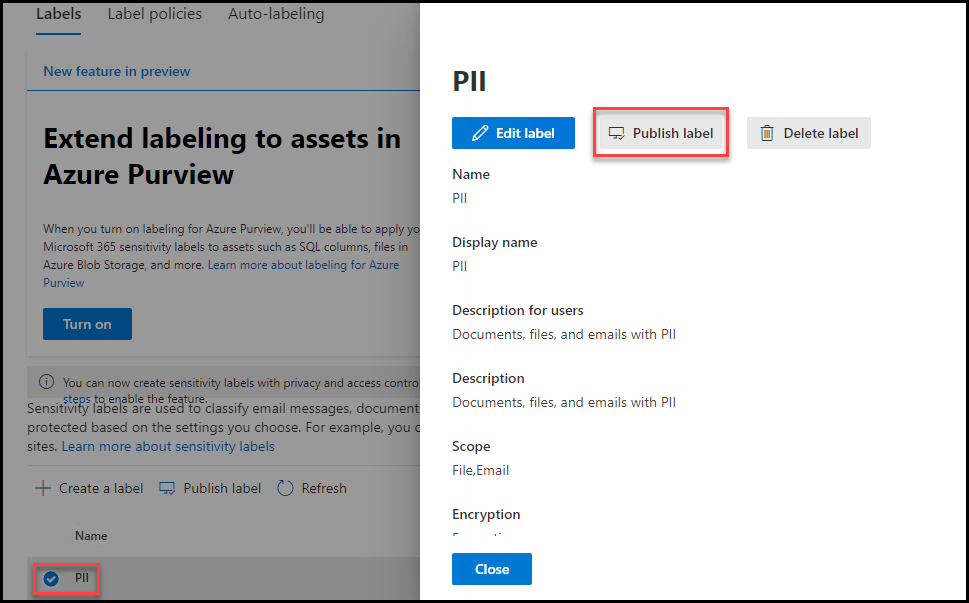 Labels
Label policies
Auto-labeling
New feature in preview
Extend labeling to assets in
Azure Purview
When you turn on labeling for Azure Purview, you'll be able to apply
Microsoft 365 sensitivity labels to assets such as SQL columns, files in
Azure Blob Storage, and more. Learn more about labeling for Azure
Purview
Turn on
You can now create sensitivity labels with privacy and access
steps to enable the feature.
Sensitivity labels are used to classify email messages,
protected based on the settings you choose. For example, you
sites. Learn more about sensitivity labels
Create a label
Publish label
Refresh
Name
PII
PII
Edit label
Publish label
Delete label
Name
PII
Display name
PII
Description for users
Documents, files, and emails with PII
Description
Documents, files, and emails with PII
Scope
File,Email
Encryption
Close